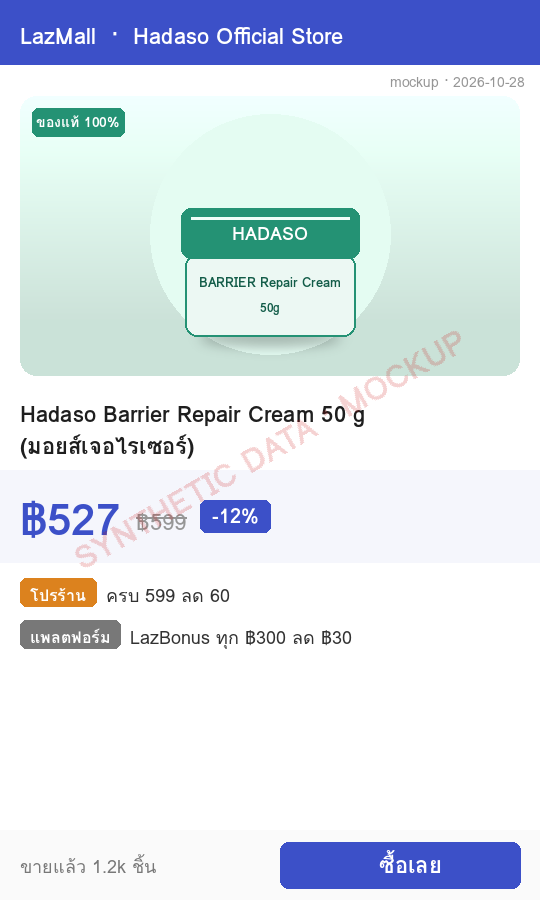 LazMall · Hadaso Official Store
mockup · 2026-10-28
ของแท้ 100%
HADASO
BARRIER Repair Cream
50g
Hadaso Barrier Repair Cream 50 g
(มอยส์เจอไรเซอร์)
฿527 ฿599 -12%
SYNTHETIC DATA · MOCKUP
โปรร้าน ครบ 599 ลด 60
แพลตฟอร์ม LazBonus ทุก ฿300 ลด ฿30
ขายแล้ว 1.2k ชิ้น
ซื้อเลย